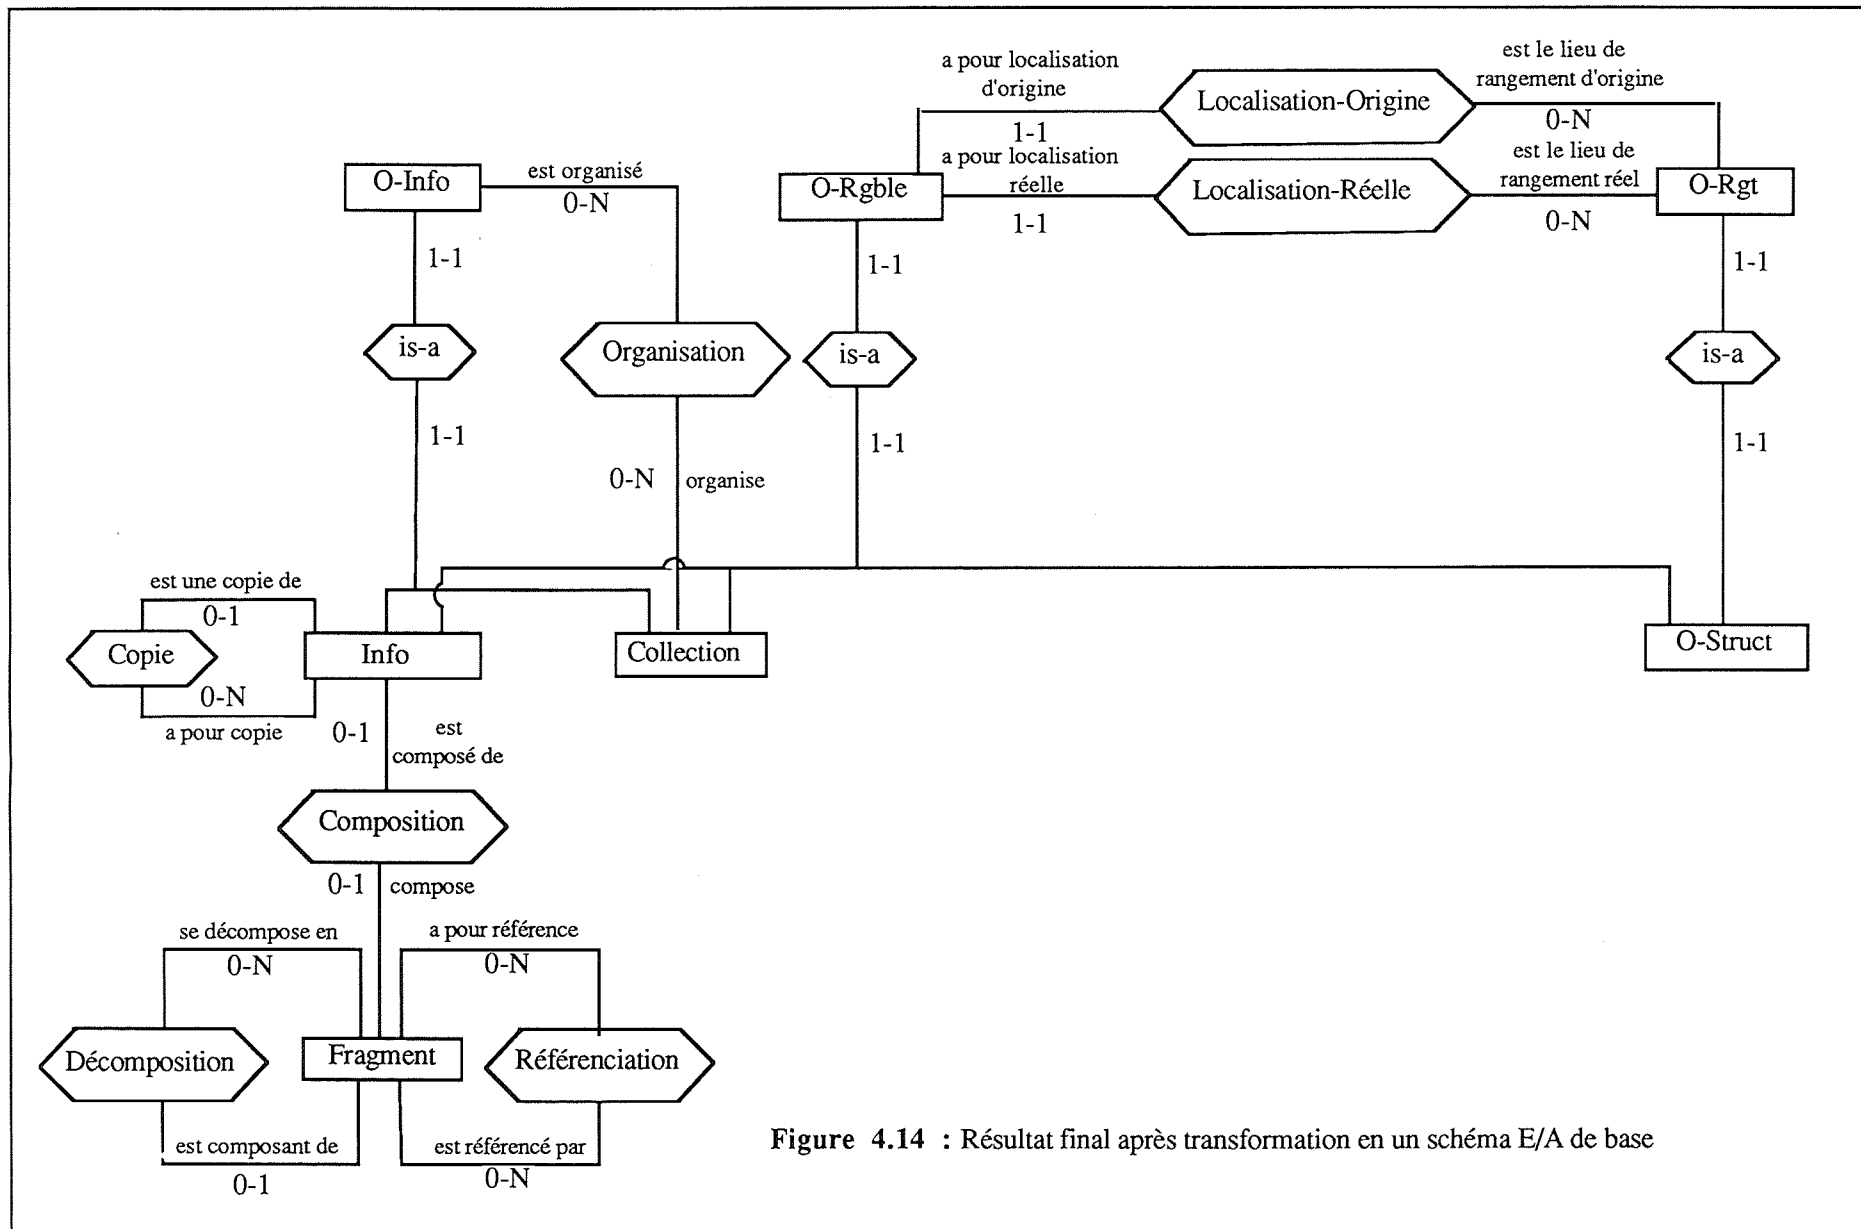 a pour localisation
d'origine
1-1
Localisation-Origine
est le lieu de
rangement d'origine
0-N
O-Info
est organisé
0-N
O-Rgble
a pour localisation
réelle
1-1
Localisation-Réelle
est le lieu de
rangement réel
0-N
O-Rgt
1-1
1-1
1-1
is-a
Organisation
is-a
is-a
1-1
1-1
1-1
0-N organise
est une copie de
0-1
Copie
0-N
a pour copie
Info
Collection
O-Struct
0-1
est
composé de
Composition
0-1 compose
se décompose en
0-N
a pour référence
0-N
Décomposition
Fragment
Référenciation
est composant de
0-1
est référencé par
0-N
Figure 4.14 : Résultat final après transformation en un schéma E/A de base